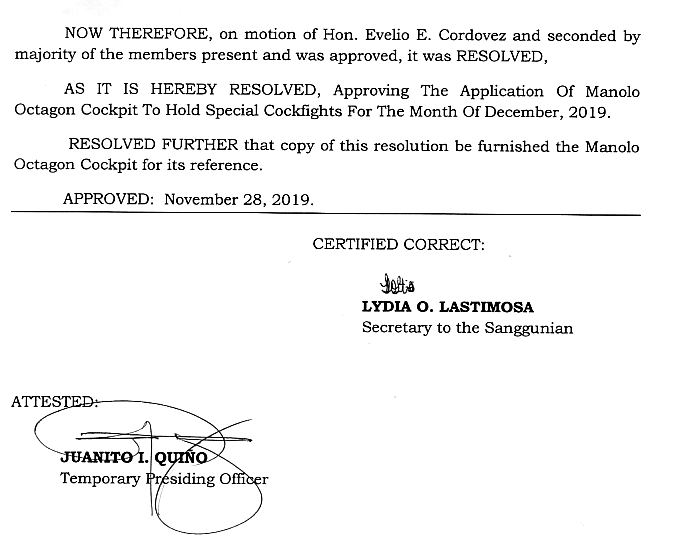 NOW THEREFORE, on motion of Hon. Evelio E. Cordovez and seconded by
majority of the members present and was approved, it was RESOLVED,
AS IT IS HEREBY RESOLVED, Approving The Application Of Manolo
Octagon Cockpit To Hold Special Cockfights For The Month Of December, 2019.
RESOLVED FURTHER that copy of this resolution be furnished the Manolo
Octagon Cockpit for its reference.
APPROVED: November 28, 2019.
CERTIFIED CORRECT:
LYDIA O. LASTIMOSA
Secretary to the Sanggunian
ATTESTED:
JUANITO I. QUIÑO
Temporary Presiding Officer